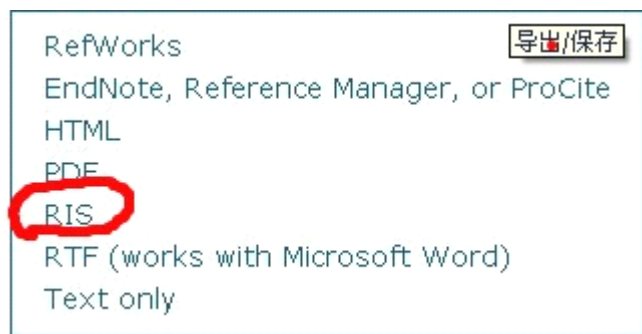 RefWorks
导出/保存
EndNote, Reference Manager, or ProCite
HTML
PDF
RIS
RTF (works with Microsoft Word)
Text only